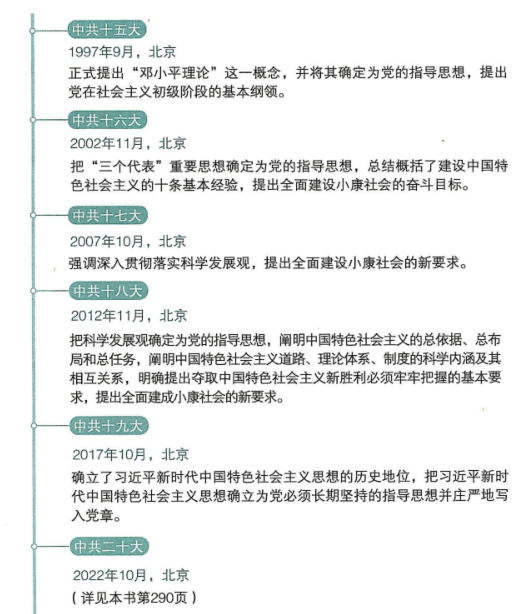 中共十五大
1997年9月，北京
正式提出“邓小平理论”这一概念，并将其确定为党的指导思想，提出
党在社会主义初级阶段的基本纲领。
中共十六大
2002年11月，北京
把“三个代表”重要思想确定为党的指导思想，总结概括了建设中国特
色社会主义的十条基本经验，提出全面建设小康社会的奋斗目标。
中共十七大
2007年10月，北京
强调深入贯彻落实科学发展观，提出全面建设小康社会的新要求。
中共十八大
2012年11月，北京
把科学发展观确定为党的指导思想，阐明中国特色社会主义的总依据、总布
局和总任务，阐明中国特色社会主义道路、理论体系、制度的科学内涵及其
相互关系，明确提出夺取中国特色社会主义新胜利必须牢牢把握的基本要
求，提出全面建成小康社会的新要求。
中共十九大
2017年10月，北京
确立了习近平新时代中国特色社会主义思想的历史地位，把习近平新时
代中国特色社会主义思想确立为党必须长期坚持的指导思想并庄严地写
入党章。
中共二十大
2022年10月，北京
（详见本书第290页）